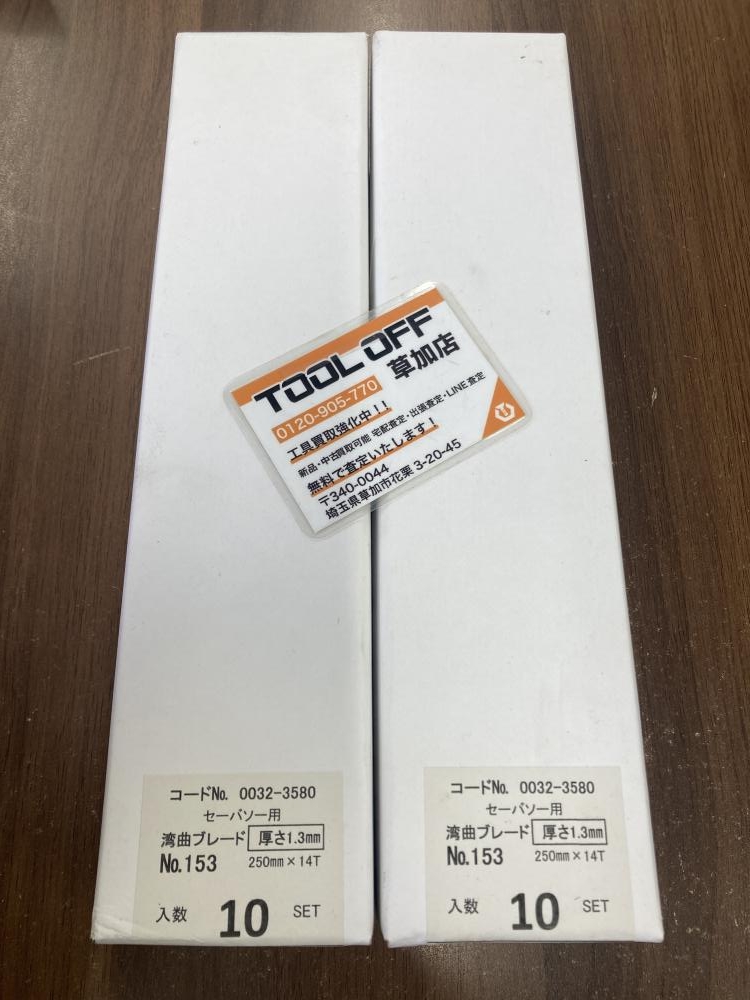 TOOL OFF
草加店
0120-905-770
工具買取強化中!!
新品・中古買取可能 宅配査定・出張査定・LINE査定
無料で査定いたします!
〒340-0044
埼玉県草加市花栗3-20-45
コードNo. 0032-3580
セーバソー用
湾曲ブレード 厚さ1.3mm
No.153 250mm×14T
入数 10 SET
コードNo. 0032-3580
セーバソー用
湾曲ブレード 厚さ1.3mm
No.153 250mm×14T
入数 10 SET